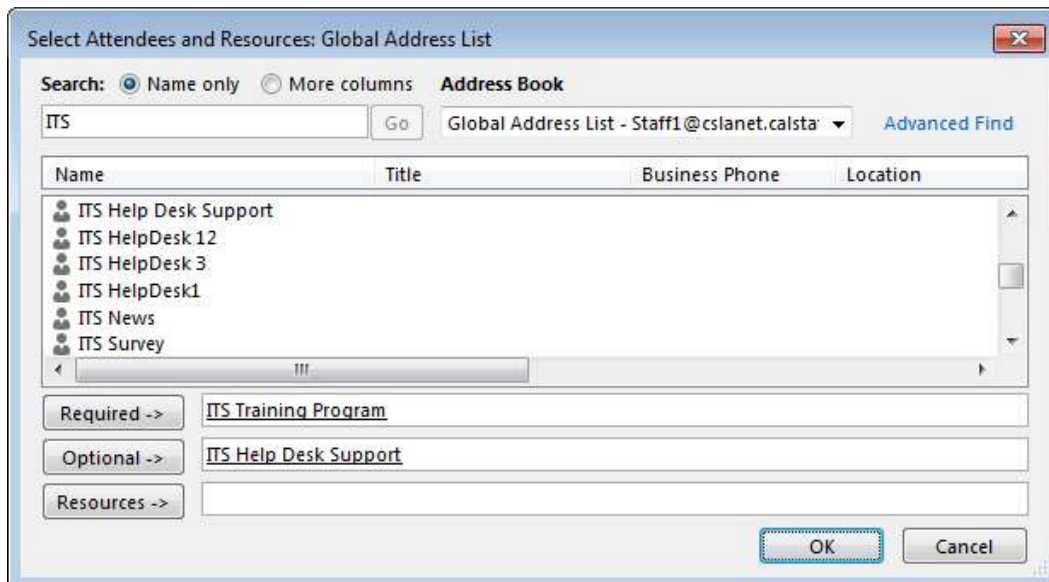 Select Attendees and Resources: Global Address List
Search: Name only More columns Address Book
ITS Go Global Address List - Staff1@cslanet.calsta Advanced Find
Name Title Business Phone Location
ITS Help Desk Support
ITS HelpDesk 12
ITS HelpDesk 3
ITS HelpDesk1
ITS News
ITS Survey
Required -> ITS Training Program
Optional -> ITS Help Desk Support
Resources ->
OK Cancel